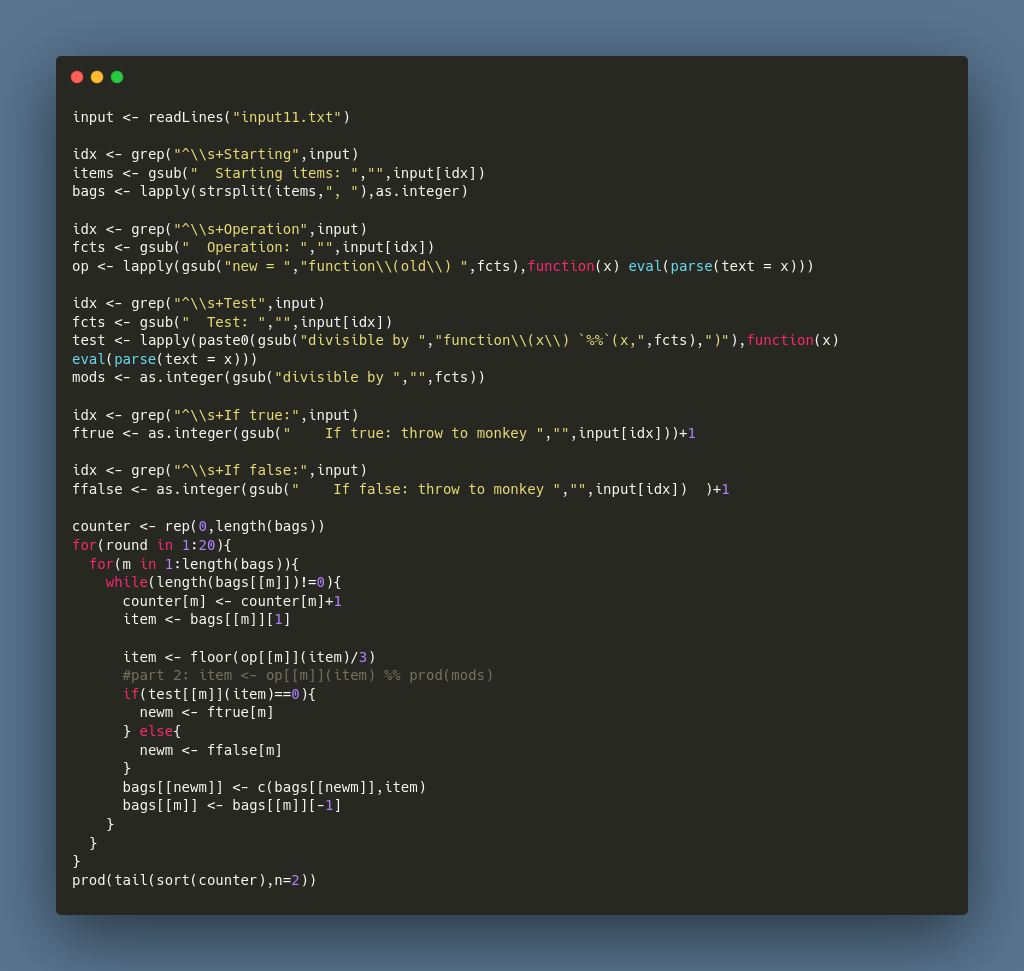 input <- readLines("input11.txt")

idx <- grep("^\\s+Starting",input)
items <- gsub("  Starting items: ","",input[idx])
bags <- lapply(strsplit(items,", "),as.integer)

idx <- grep("^\\s+Operation",input)
fcts <- gsub("  Operation: ","",input[idx])
op <- lapply(gsub("new = ","function\\(old\\) ",fcts),function(x) eval(parse(text = x)))

idx <- grep("^\\s+Test",input)
fcts <- gsub("  Test: ","",input[idx])
test <- lapply(paste0(gsub("divisible by ","function\\(x\\) `%%`(x,",fcts),")"),function(x)
eval(parse(text = x)))
mods <- as.integer(gsub("divisible by ","",fcts))

idx <- grep("^\\s+If true:",input)
ftrue <- as.integer(gsub("    If true: throw to monkey ","",input[idx]))+1

idx <- grep("^\\s+If false:",input)
ffalse <- as.integer(gsub("    If false: throw to monkey ","",input[idx])  )+1

counter <- rep(0,length(bags))
for(round in 1:20){
  for(m in 1:length(bags)){
    while(length(bags[[m]])!=0){
      counter[m] <- counter[m]+1
      item <- bags[[m]][1]

      item <- floor(op[[m]](item)/3)
      #part 2: item <- op[[m]](item) %% prod(mods)
      if(test[[m]](item)==0){
        newm <- ftrue[m]
      } else{
        newm <- ffalse[m]
      }
      bags[[newm]] <- c(bags[[newm]],item)
      bags[[m]] <- bags[[m]][-1]
    }
  }
}
prod(tail(sort(counter),n=2))